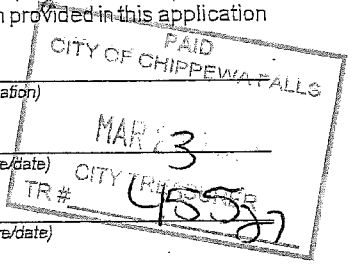 n provided in this application
PAID
CITY OF CHIPPEWA FALLS
ation)
MAR 3
e/date)
CITY TREASURER
TR # 45527
e/date)